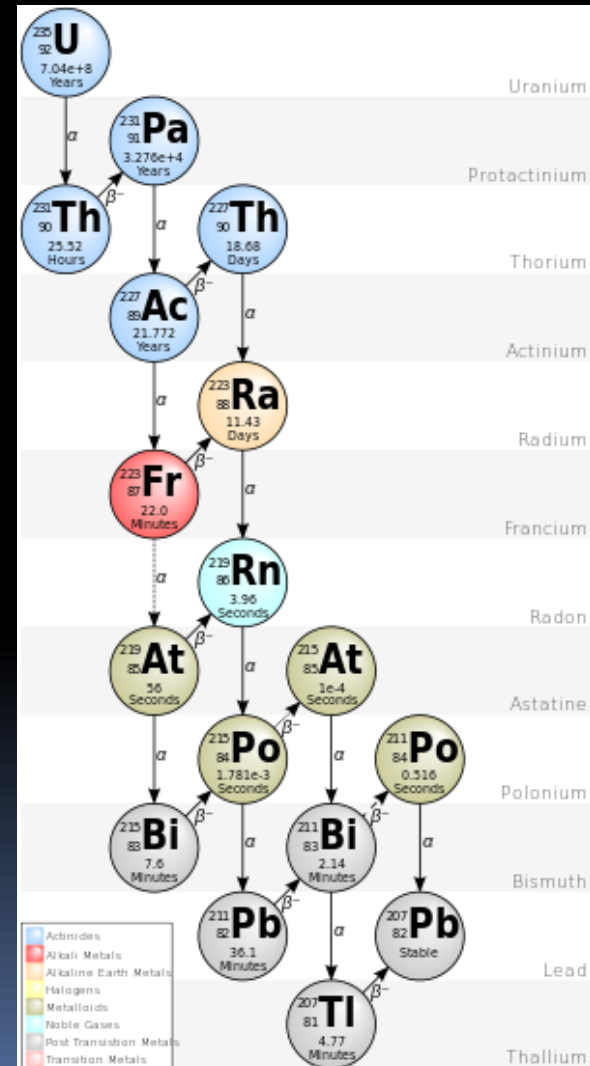 235
92 U
7.04e+8
Years
Uranium
α
231
91 Pa
3.276e+4
Years
Protactinium
β⁻
231
90 Th
25.52
Hours
α
227
90 Th
18.68
Days
Thorium
β⁻
227
89 Ac
21.772
Years
α
Actinium
α
223
88 Ra
11.43
Days
Radium
β⁻
223
87 Fr
22.0
Minutes
α
Francium
α
219
86 Rn
3.96
Seconds
Radon
β⁻
219
85 At
56
Seconds
α
215
85 At
1e-4
Seconds
Astatine
β⁻
α
215
84 Po
1.781e-3
Seconds
α
211
84 Po
0.516
Seconds
Polonium
β⁻
215
83 Bi
7.6
Minutes
α
β⁻
211
83 Bi
2.14
Minutes
α
Bismuth
β⁻
211
82 Pb
36.1
Minutes
α
207
82 Pb
Stable
Lead
β⁻
207
81 Tl
4.77
Minutes
Thallium
Actinides
Alkali Metals
Alkaline Earth Metals
Halogens
Metalloids
Noble Gases
Post Transistion Metals
Transition Metals